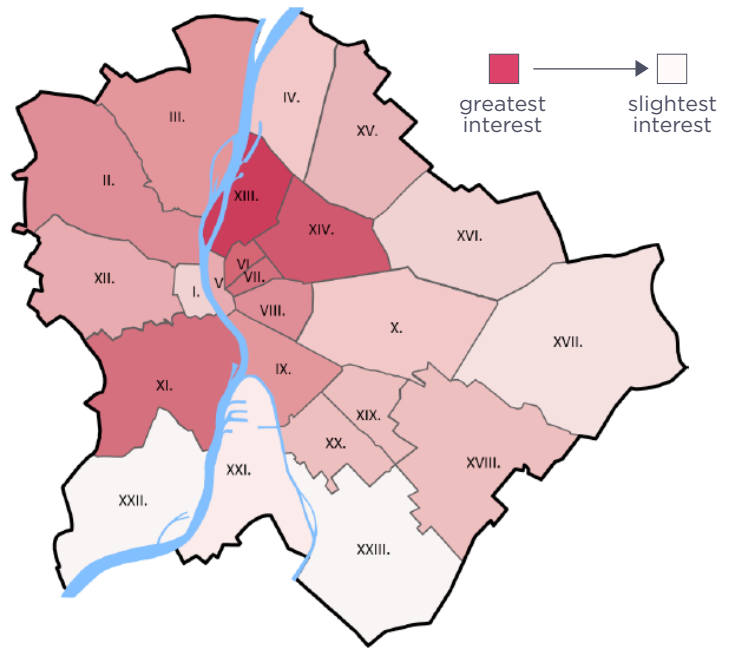 greatest
interest
slightest
interest
IV.
III.
XV.
II.
XIII.
XIV.
XVI.
VI.
VII.
XII.
I.
V.
VIII.
X.
XVII.
XI.
IX.
XIX.
XX.
XVIII.
XXI.
XXII.
XXIII.